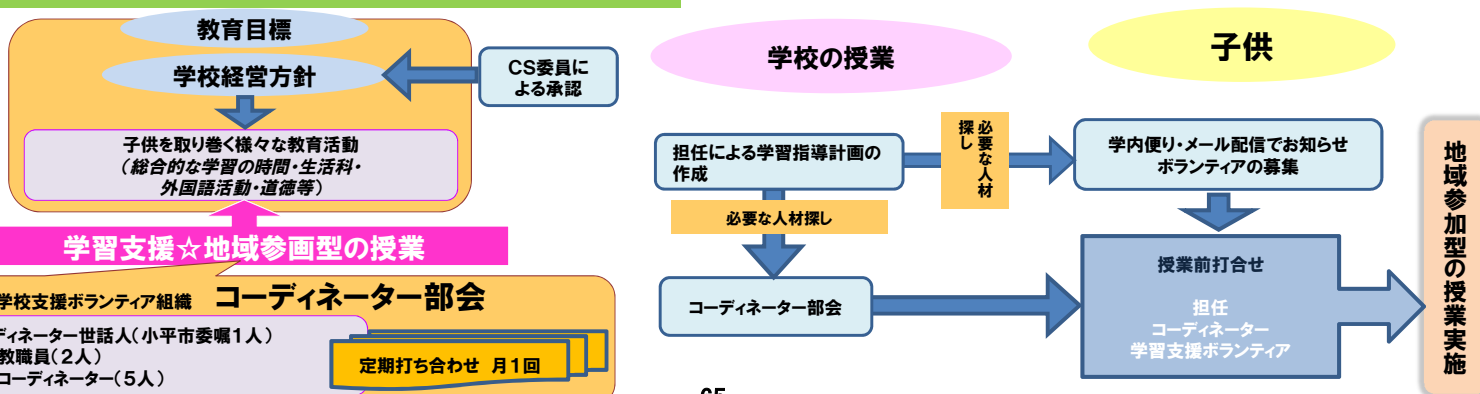 教育目標
学校経営方針
CS委員に
よる承認
子供を取り巻く様々な教育活動
(総合的な学習の時間・生活科・
外国語活動・道徳等)
学習支援☆地域参画型の授業
学校支援ボランティア組織 コーディネーター部会
ディネーター世話人(小平市委嘱1人)
教職員(2人)
コーディネーター(5人)
定期打ち合わせ 月1回
学校の授業
子供
担任による学習指導計画の
作成
必要な人材
探し
学内便り・メール配信でお知らせ
ボランティアの募集
必要な人材探し
コーディネーター部会
授業前打合せ
担任
コーディネーター
学習支援ボランティア
地域参加型の授業実施